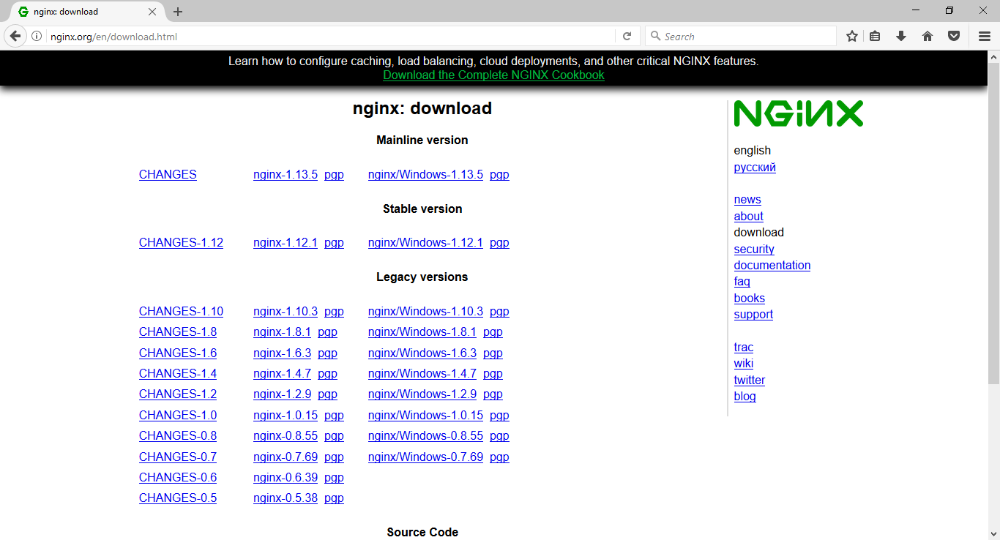 nginx: download
nginx.org/en/download.html
Search
Learn how to configure caching, load balancing, cloud deployments, and other critical NGINX features.
Download the Complete NGINX Cookbook
nginx: download
Mainline version
CHANGES nginx-1.13.5 pgp nginx/Windows-1.13.5 pgp
Stable version
CHANGES-1.12 nginx-1.12.1 pgp nginx/Windows-1.12.1 pgp
Legacy versions
CHANGES-1.10 nginx-1.10.3 pgp nginx/Windows-1.10.3 pgp
CHANGES-1.8 nginx-1.8.1 pgp nginx/Windows-1.8.1 pgp
CHANGES-1.6 nginx-1.6.3 pgp nginx/Windows-1.6.3 pgp
CHANGES-1.4 nginx-1.4.7 pgp nginx/Windows-1.4.7 pgp
CHANGES-1.2 nginx-1.2.9 pgp nginx/Windows-1.2.9 pgp
CHANGES-1.0 nginx-1.0.15 pgp nginx/Windows-1.0.15 pgp
CHANGES-0.8 nginx-0.8.55 pgp nginx/Windows-0.8.55 pgp
CHANGES-0.7 nginx-0.7.69 pgp nginx/Windows-0.7.69 pgp
CHANGES-0.6 nginx-0.6.39 pgp
CHANGES-0.5 nginx-0.5.38 pgp
Source Code
NGINX
english
русский
news
about
download
security
documentation
faq
books
support
trac
wiki
twitter
blog